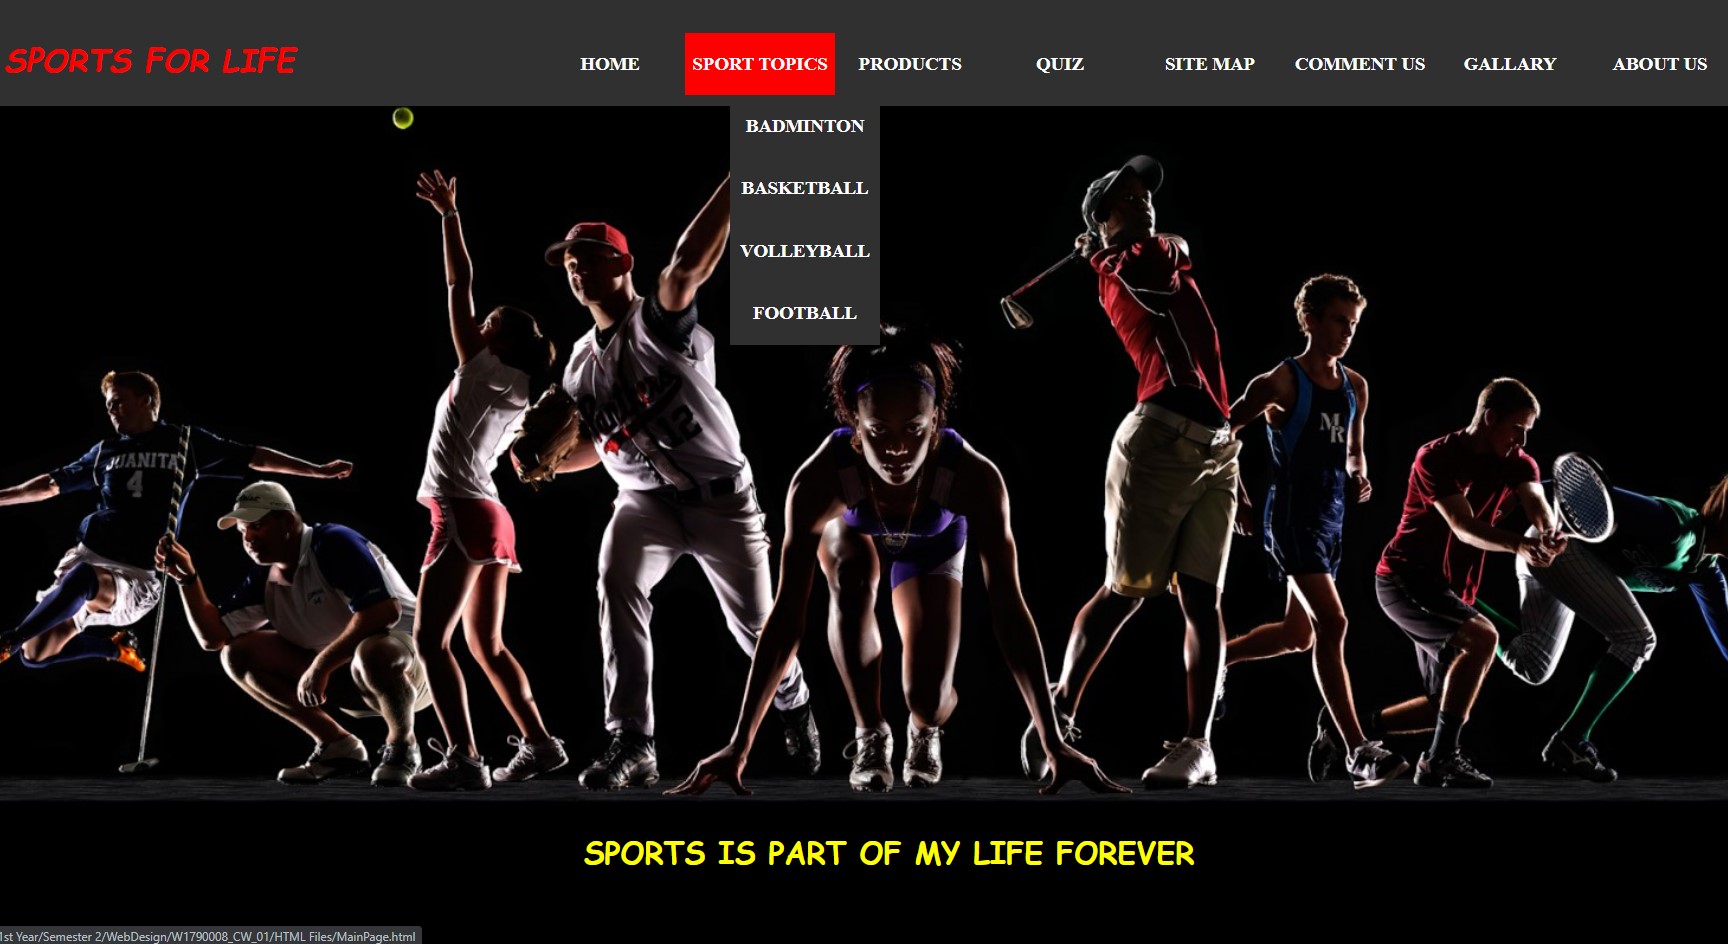 SPORTS FOR LIFE
HOME SPORT TOPICS PRODUCTS QUIZ SITE MAP COMMENT US GALLARY ABOUT US
BADMINTON
BASKETBALL
VOLLEYBALL
FOOTBALL
JUANITA
4
12
MR
SPORTS IS PART OF MY LIFE FOREVER
1st Year/Semester 2/WebDesign/W1790008_CW_01/HTML Files/MainPage.html